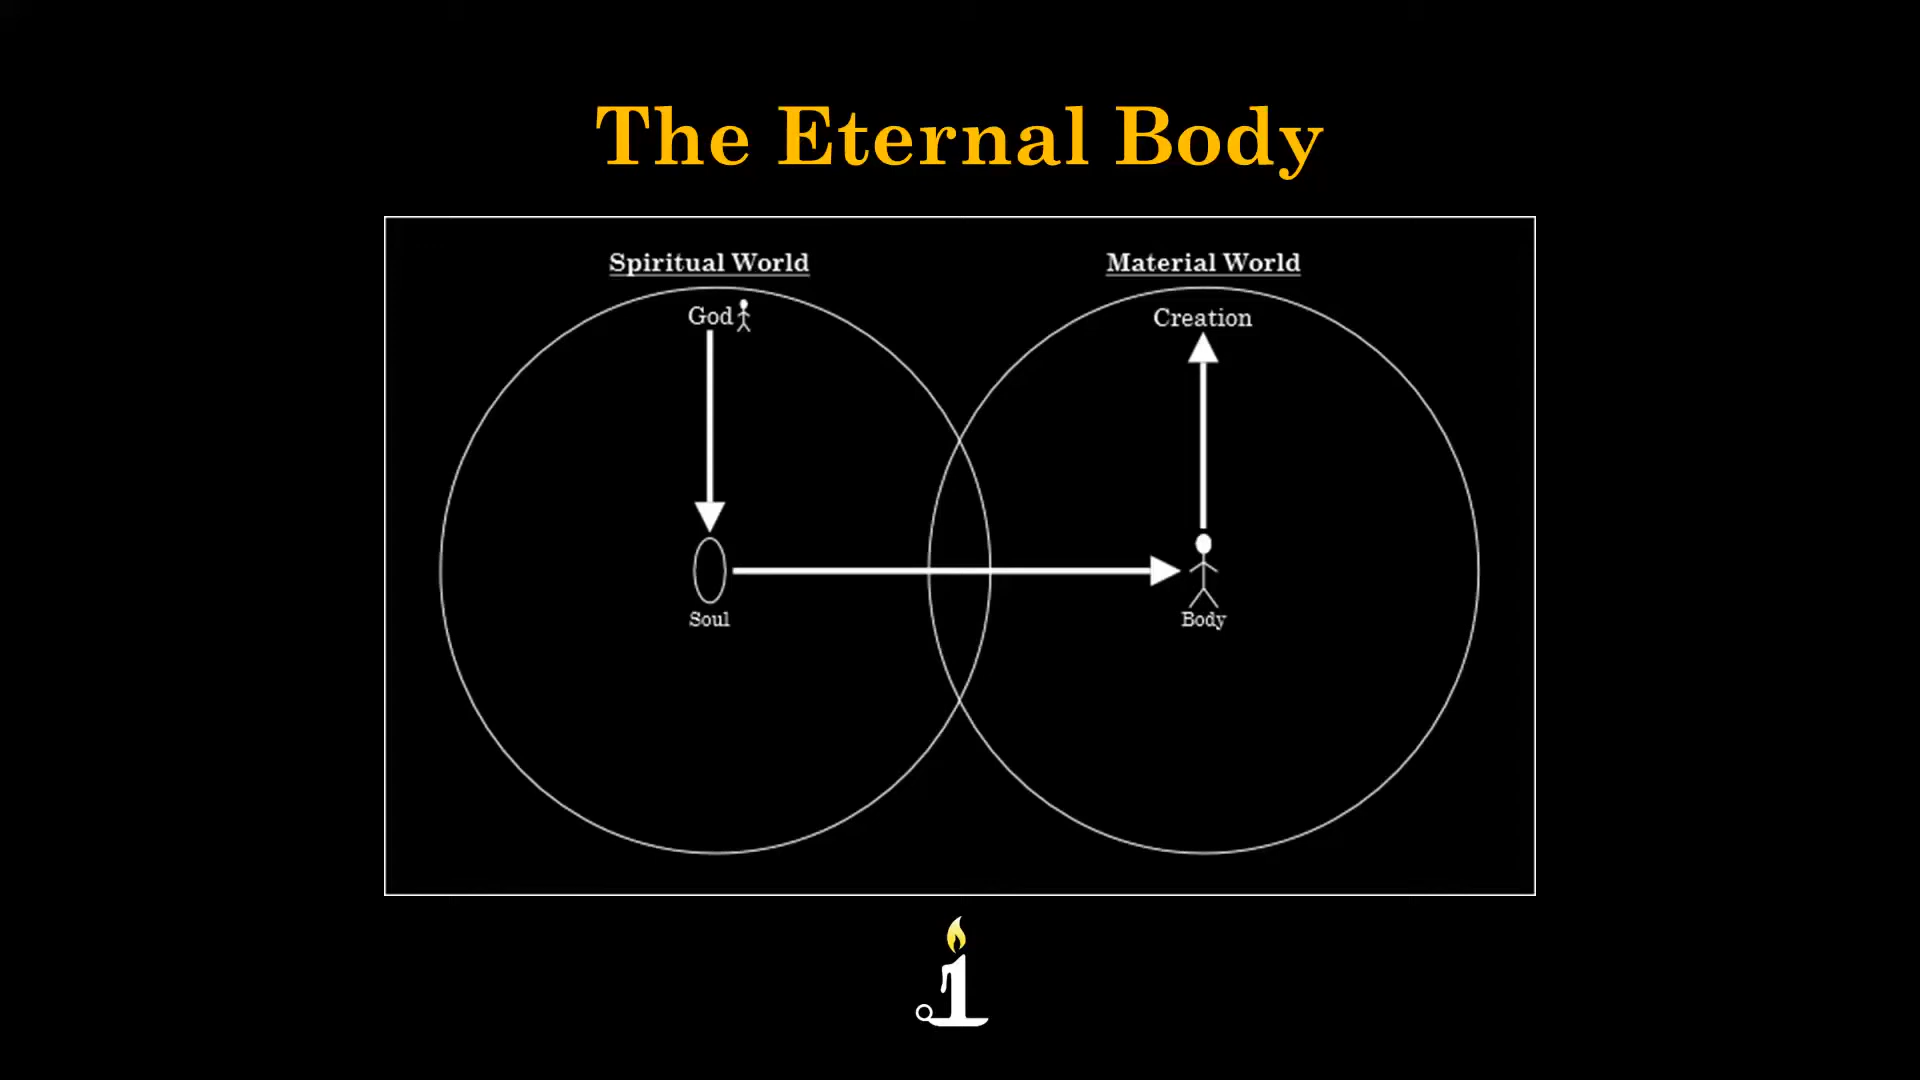 The Eternal Body
Spiritual World
Material World
God
Creation
Soul
Body